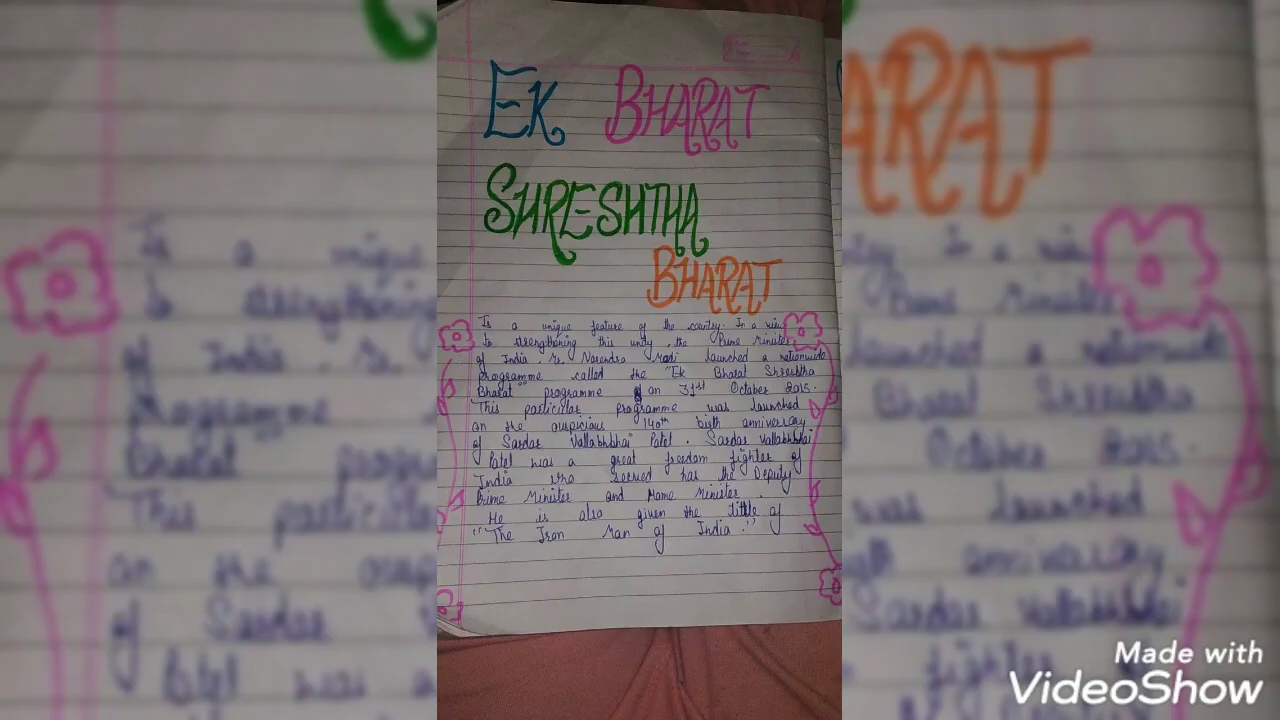 EK BHARAT
SHRESHTHA
BHARAT
Is a unique feature of the country. In a view
to strengthening this unity, the Prime Minister
of India Mr. Narendra Modi launched a nationwide
programme called the "Ek Bharat Shreshtha
Bharat" programme on 31st October 2015.
This particular programme was launched
on the auspicious 140th birth anniversary
of Sardar Vallabhbhai Patel. Sardar Vallabhbhai
Patel was a great freedom fighter of
India who served has the Deputy
Prime Minister and Home Minister.
He is also given the tittle of
"The Iron Man of India."
Made with
VideoShow